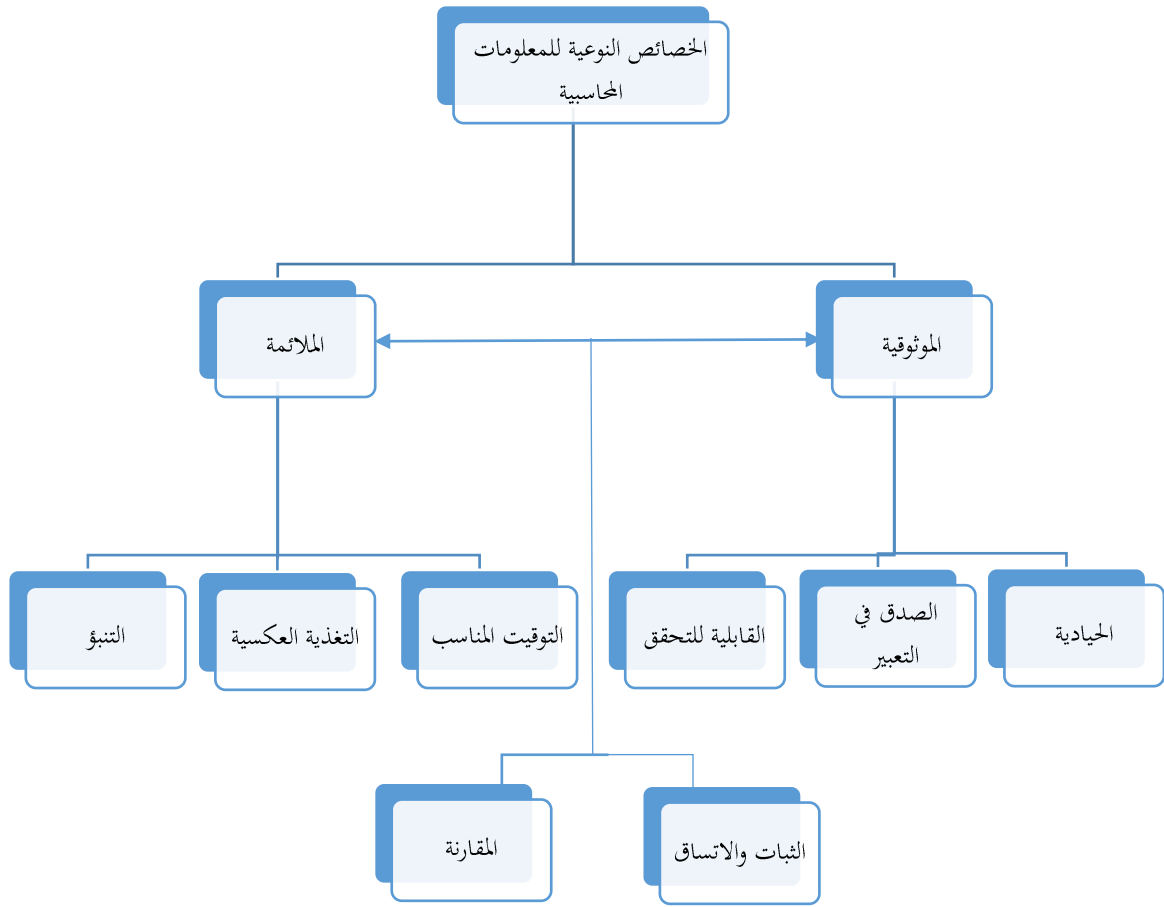 الخصائص النوعية للمعلومات
المحاسبية
الموثوقية
الملائمة
الحيادية
الصدق في
التعبير
القابلية للتحقق
التوقيت المناسب
التغذية العكسية
التنبؤ
الثبات والاتساق
المقارنة